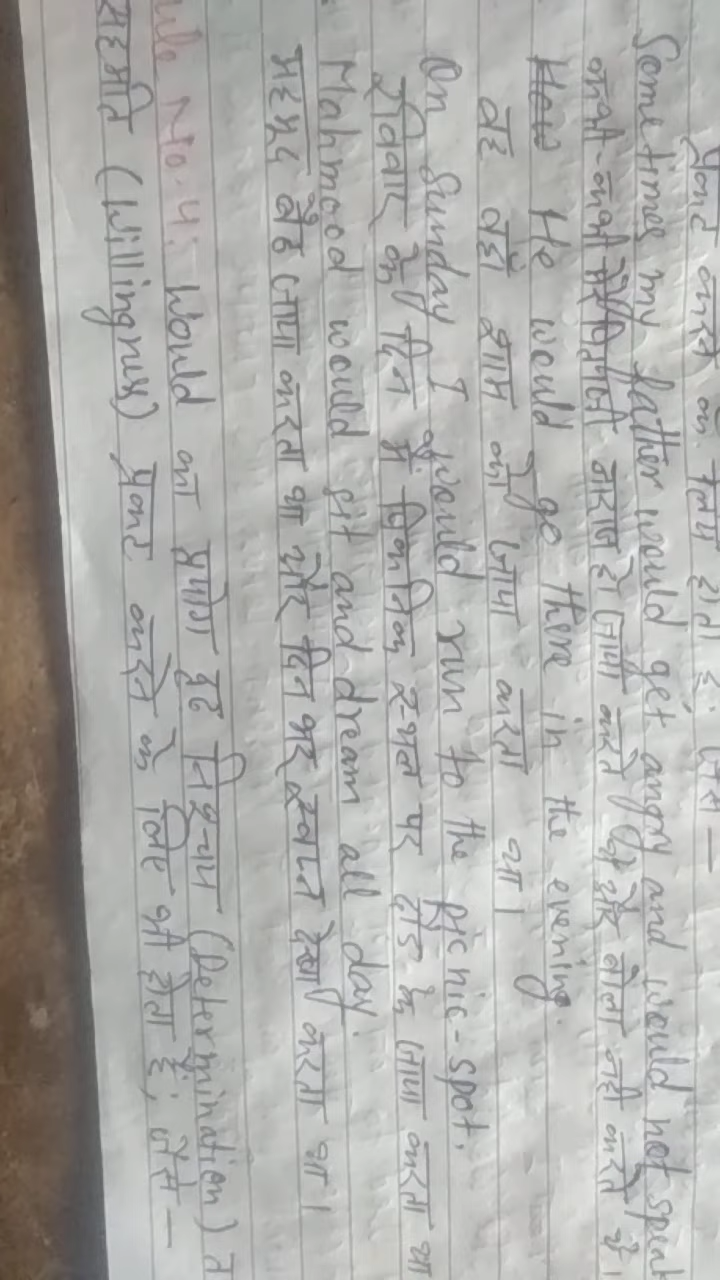 प्रकट करने के लिये होता है; जैसे —
Sometimes my father would get angry and would not speak
कभी-कभी मेरे पिताजी नाराज हो जाया करते थे और बोला नहीं करते थे।
He would go there in the evening.
वह वहाँ शाम को जाया करता था।
On Sunday I would run to the picnic-spot.
रविवार के दिन मैं पिकनिक स्थल पर दौड़ के जाया करता था
Mahmood would sit and dream all day.
महमूद बैठ जाया करता था और दिन भर स्वप्न देखा करता था।
Rule No. 4: Would का प्रयोग दृढ़ निश्चय (Determination) व
सहमति (Willingness) प्रकट करने के लिए भी होता है; जैसे —